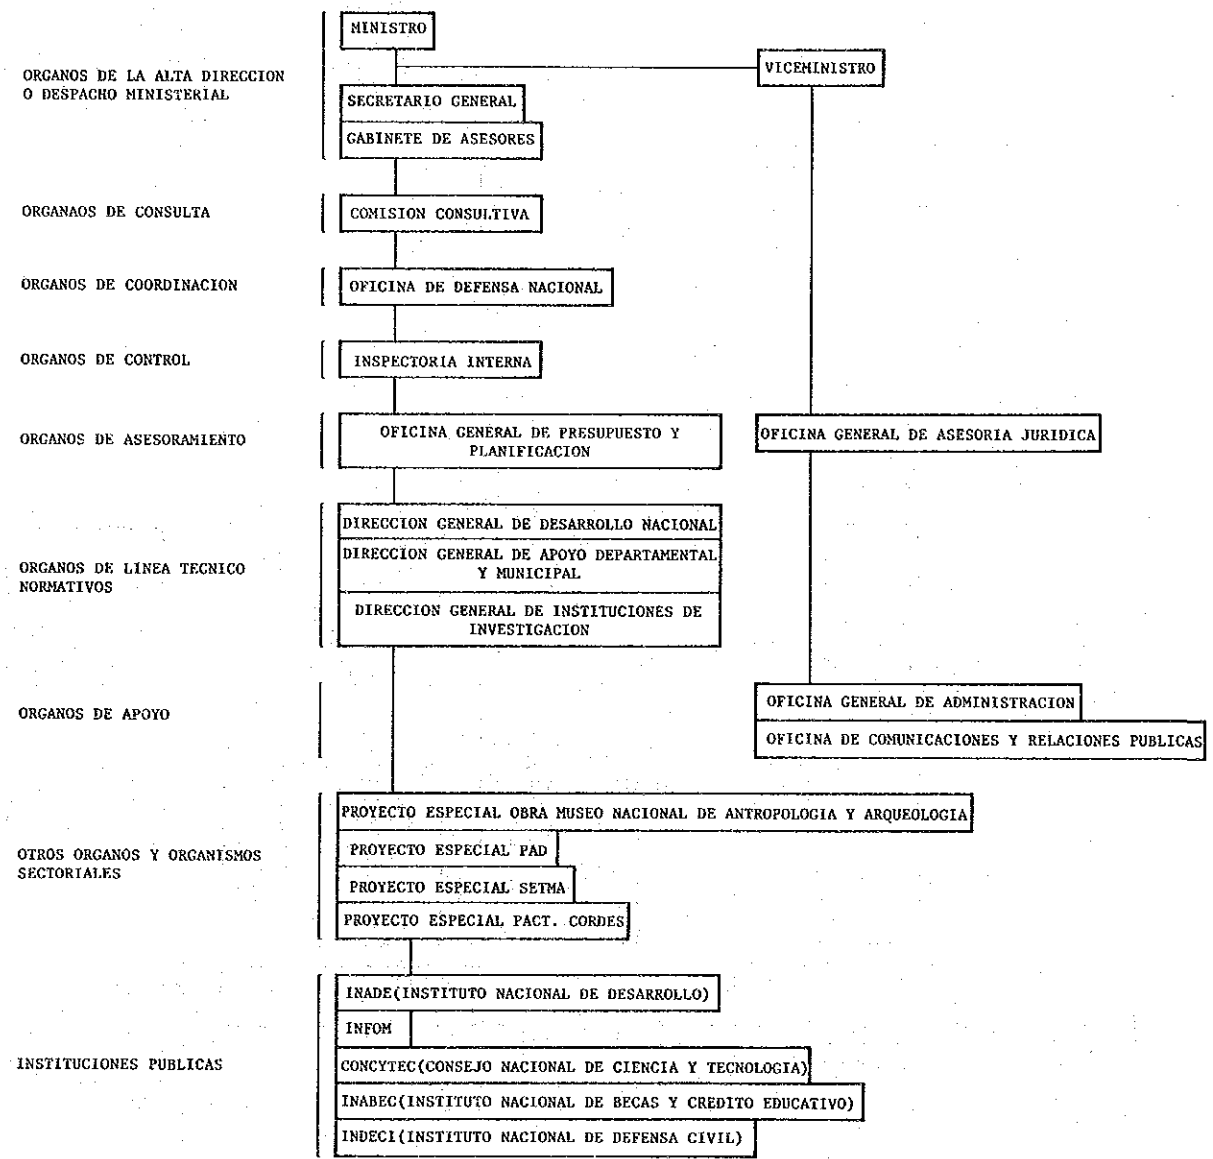 MINISTRO
ORGANOS DE LA ALTA DIRECCION
O DESPACHO MINISTERIAL
VICEMINISTRO
SECRETARIO GENERAL
GABINETE DE ASESORES
ORGANAOS DE CONSULTA
COMISION CONSULTIVA
ORGANOS DE COORDINACION
OFICINA DE DEFENSA NACIONAL
ORGANOS DE CONTROL
INSPECTORIA INTERNA
ORGANOS DE ASESORAMIENTO
OFICINA GENERAL DE PRESUPUESTO Y
PLANIFICACION
OFICINA GENERAL DE ASESORIA JURIDICA
ORGANOS DE LINEA TECNICO
NORMATIVOS
DIRECCION GENERAL DE DESARROLLO NACIONAL
DIRECCION GENERAL DE APOYO DEPARTAMENTAL
Y MUNICIPAL
DIRECCION GENERAL DE INSTITUCIONES DE
INVESTIGACION
ORGANOS DE APOYO
OFICINA GENERAL DE ADMINISTRACION
OFICINA DE COMUNICACIONES Y RELACIONES PUBLICAS
OTROS ORGANOS Y ORGANISMOS
SECTORIALES
PROYECTO ESPECIAL OBRA MUSEO NACIONAL DE ANTROPOLOGIA Y ARQUEOLOGIA
PROYECTO ESPECIAL PAD
PROYECTO ESPECIAL SETMA
PROYECTO ESPECIAL PACT. CORDES
INSTITUCIONES PUBLICAS
INADE(INSTITUTO NACIONAL DE DESARROLLO)
INFOM
CONCYTEC(CONSEJO NACIONAL DE CIENCIA Y TECNOLOGIA)
INABEC(INSTITUTO NACIONAL DE BECAS Y CREDITO EDUCATIVO)
INDECI(INSTITUTO NACIONAL DE DEFENSA CIVIL)